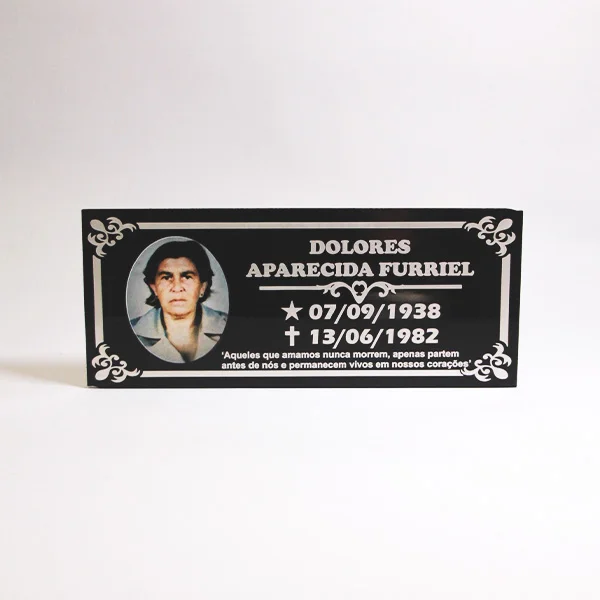 DOLORES
APARECIDA FURRIEL
★ 07/09/1938
✝ 13/06/1982
'Aqueles que amamos nunca morrem, apenas partem
antes de nós e permanecem vivos em nossos corações'